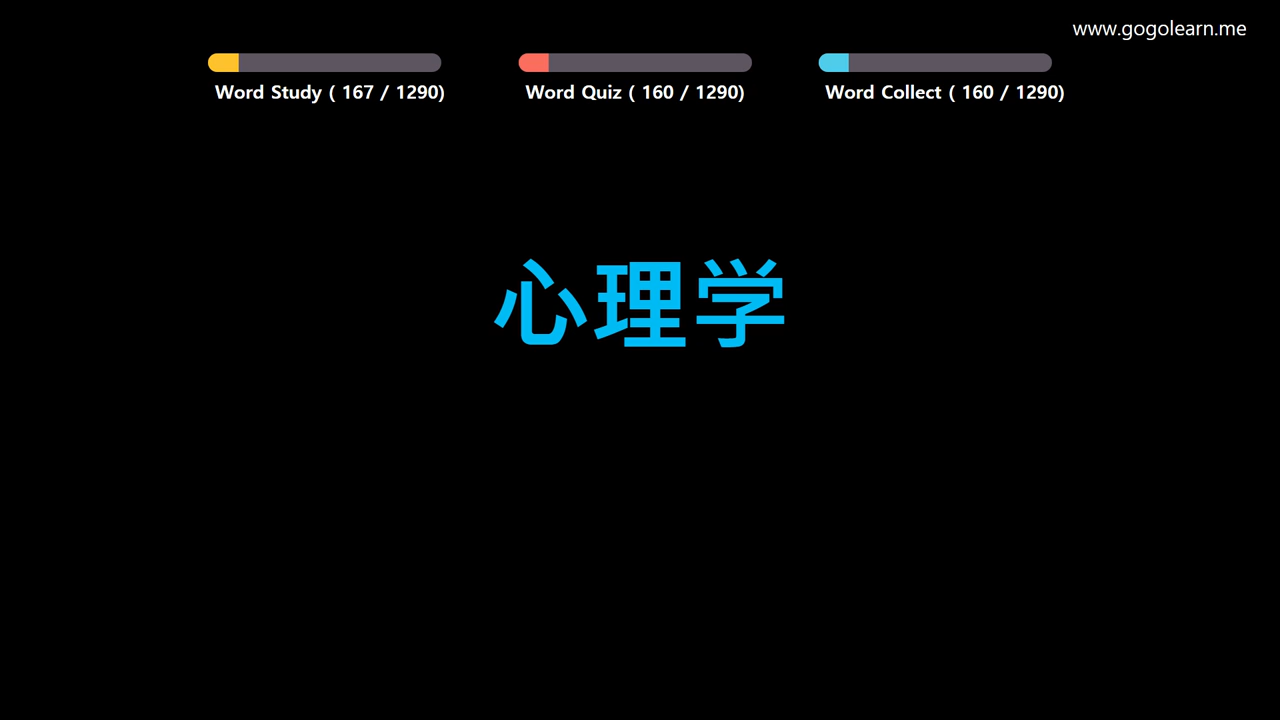 www.gogolearn.me
Word Study ( 167 / 1290)
Word Quiz ( 160 / 1290)
Word Collect ( 160 / 1290)
心理学